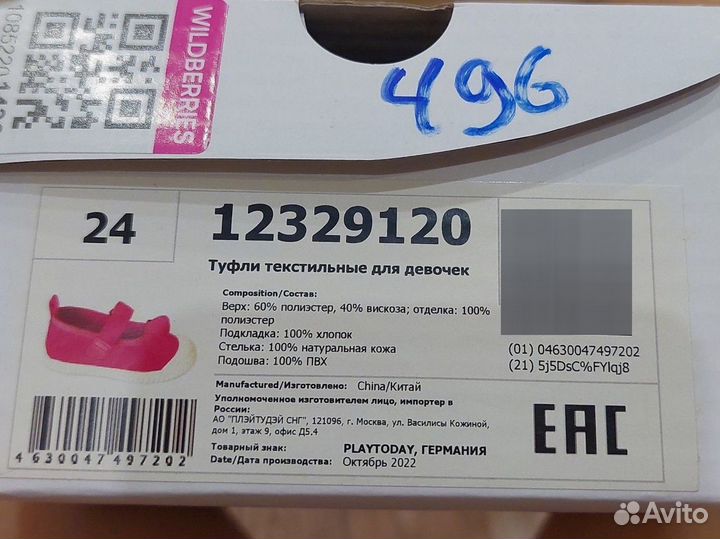 WILDBERRIES
496
24
12329120
Туфли текстильные для девочек
Composition/Состав:
Верх: 60% полиэстер, 40% вискоза; отделка: 100%
полиэстер
Подкладка: 100% хлопок
Стелька: 100% натуральная кожа
Подошва: 100% ПВХ
(01) 04630047497202
(21) 5j5DsC%FYlqj8
Manufactured/Изготовлено: China/Китай
Уполномоченное изготовителем лицо, импортер в
России:
АО "ПЛЭЙТУДЭЙ СНГ", 121096, г. Москва, ул. Василисы Кожиной,
дом 1, этаж 9, офис Д5,4
Товарный знак: PLAYTODAY, ГЕРМАНИЯ
Date/Дата производства: Октябрь 2022
4630047497202
EAC
Avito